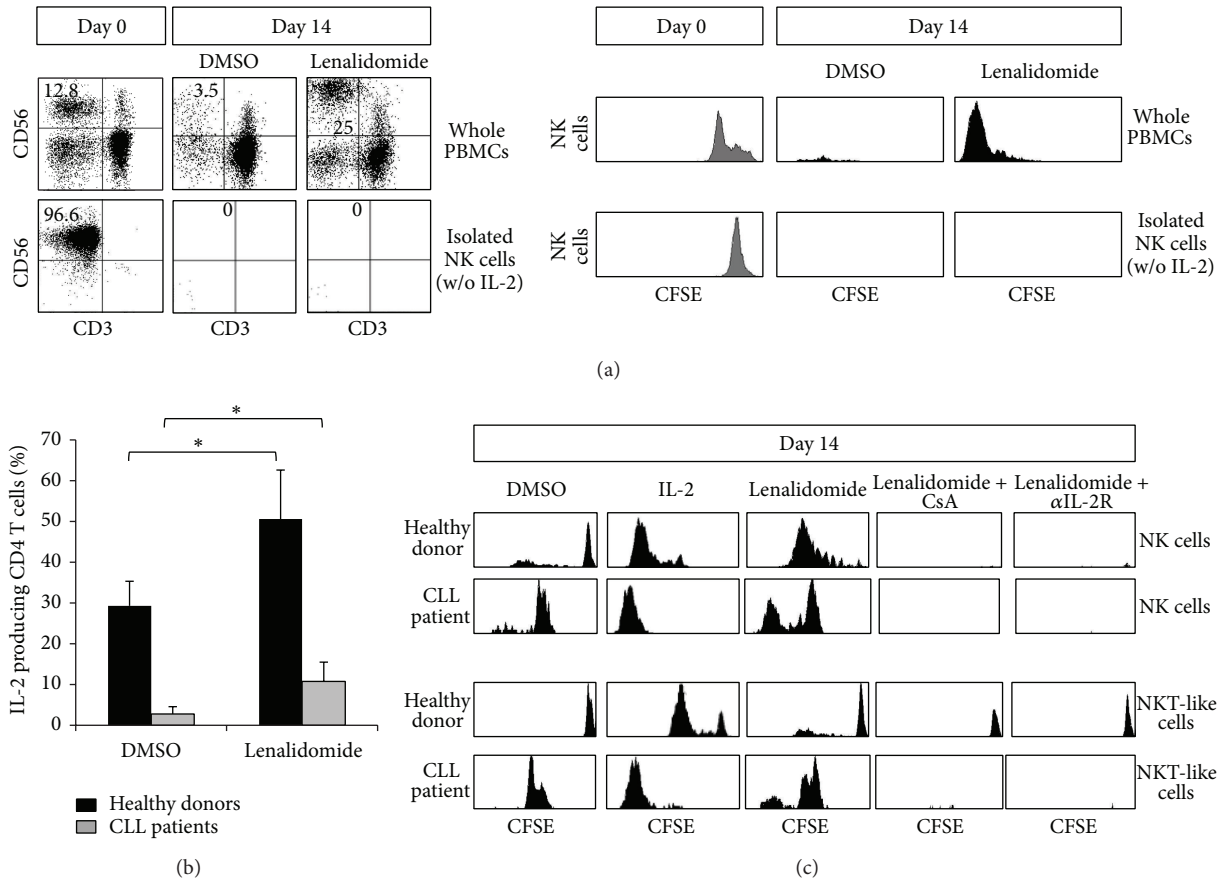 Day 0
Day 14
DMSO
Lenalidomide
CD56
12.8
3.5
25
Whole
PBMCs
CD56
96.6
0
0
Isolated
NK cells
(w/o IL-2)
CD3
CD3
CD3
Day 0
Day 14
DMSO
Lenalidomide
NK
cells
Whole
PBMCs
NK
cells
Isolated
NK cells
(w/o IL-2)
CFSE
CFSE
CFSE
(a)
IL-2 producing CD4 T cells (%)
70
60
50
40
30
20
10
0
*
*
DMSO
Lenalidomide
Healthy donors
CLL patients
(b)
Day 14
DMSO
IL-2
Lenalidomide
Lenalidomide +
CsA
Lenalidomide +
αIL-2R
Healthy
donor
NK cells
CLL
patient
NK cells
Healthy
donor
NKT-like
cells
CLL
patient
NKT-like
cells
CFSE
CFSE
CFSE
CFSE
CFSE
(c)